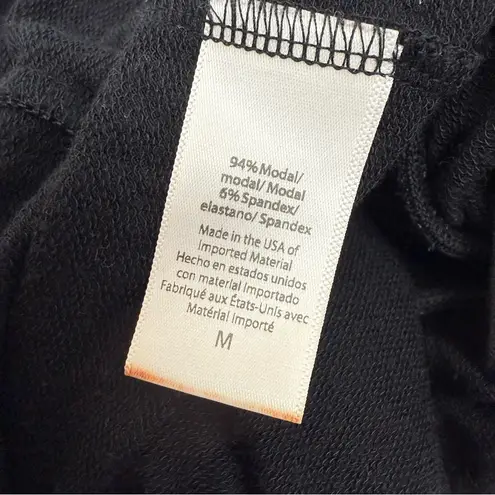 94% Modal/
modal/ Modal
6% Spandex/
elastano/ Spandex
Made in the USA of
Imported Material
Hecho en estados unidos
con material Importado
Fabriqué aux États-Unis avec
Matérial Importé
M